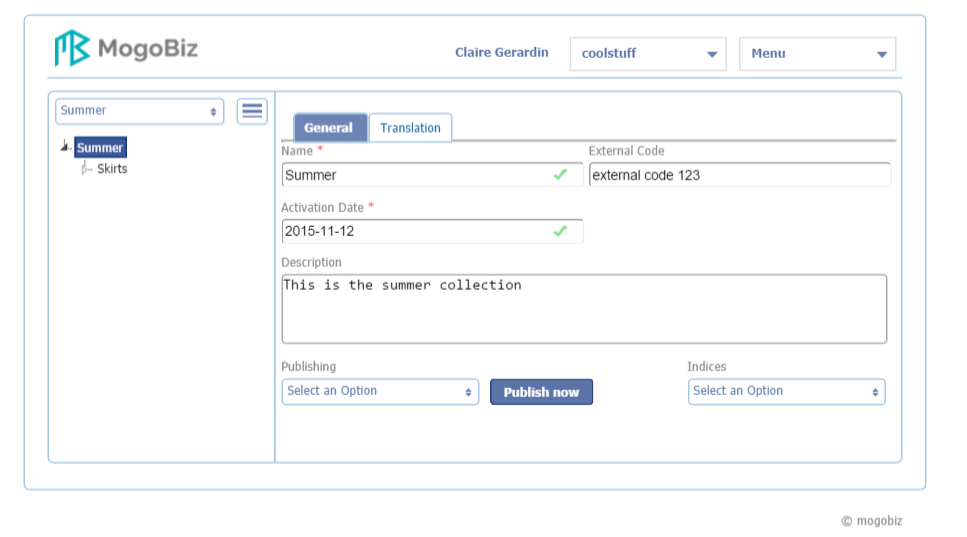 MogoBiz
Claire Gerardin
coolstuff
Menu
Summer
Summer
Skirts
General
Translation
Name *
External Code
Summer
external code 123
Activation Date *
2015-11-12
Description
This is the summer collection
Publishing
Indices
Select an Option
Publish now
Select an Option
© mogobiz